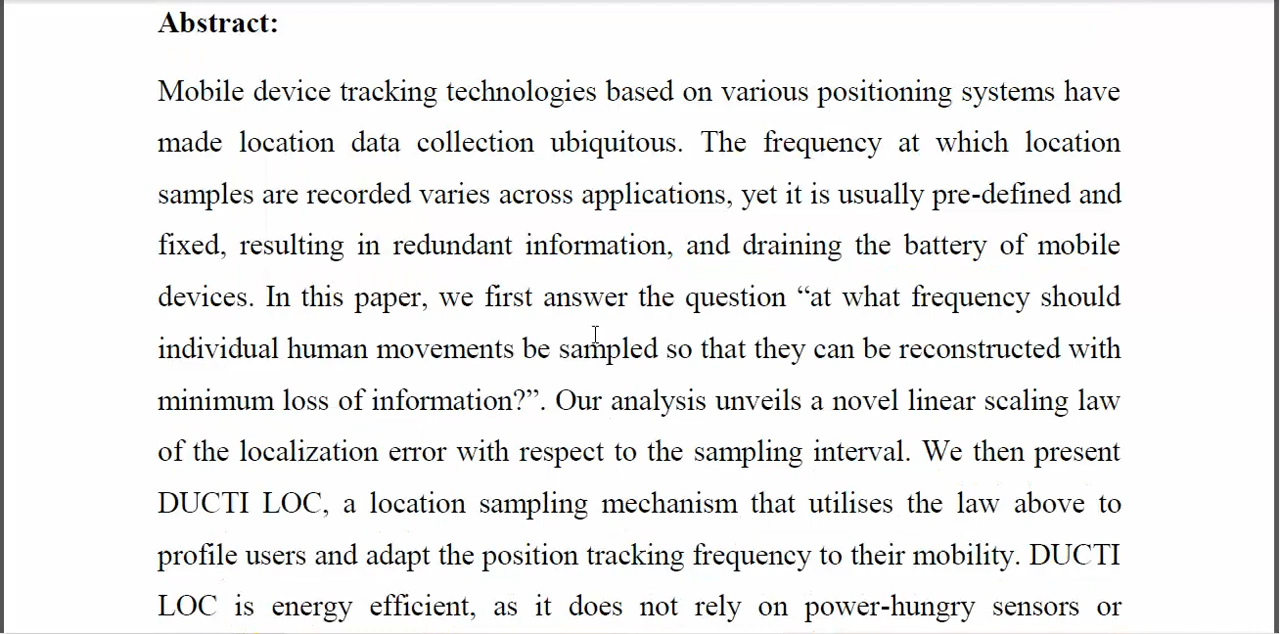 Abstract:
Mobile device tracking technologies based on various positioning systems have
made location data collection ubiquitous. The frequency at which location
samples are recorded varies across applications, yet it is usually pre-defined and
fixed, resulting in redundant information, and draining the battery of mobile
devices. In this paper, we first answer the question “at what frequency should
individual human movements be sampled so that they can be reconstructed with
minimum loss of information?”. Our analysis unveils a novel linear scaling law
of the localization error with respect to the sampling interval. We then present
DUCTI LOC, a location sampling mechanism that utilises the law above to
profile users and adapt the position tracking frequency to their mobility. DUCTI
LOC is energy efficient, as it does not rely on power-hungry sensors or